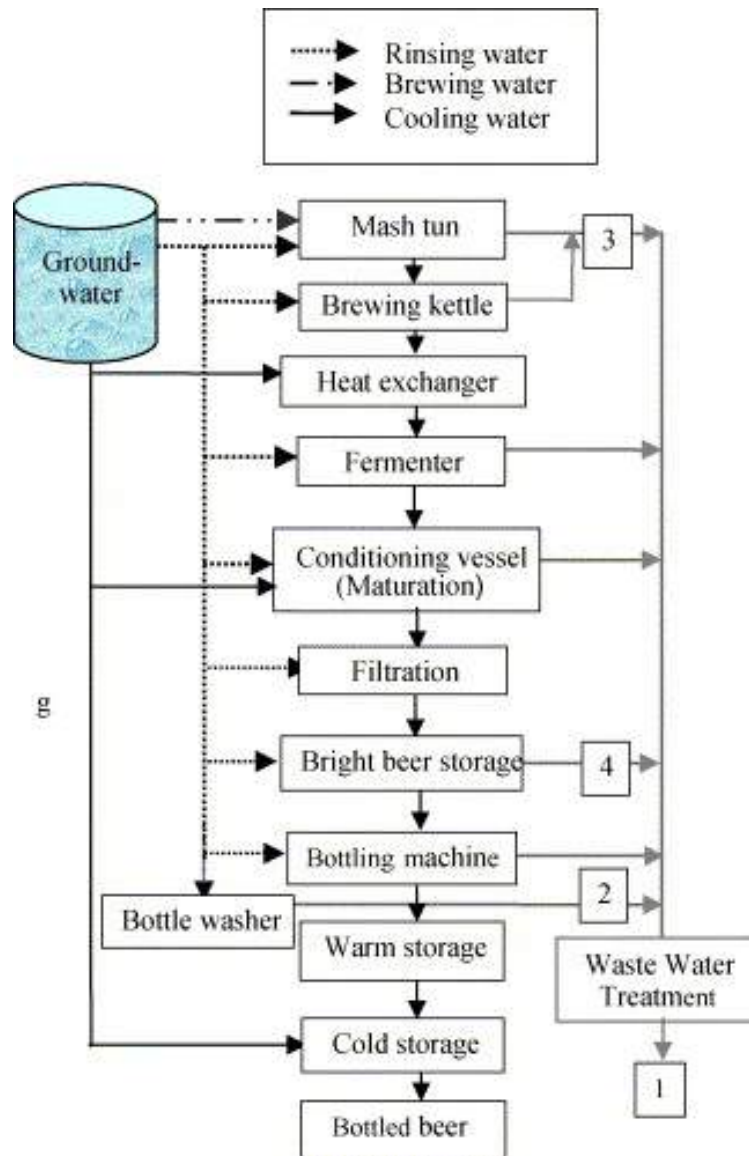 Rinsing water
Brewing water
Cooling water
Ground-
water
Mash tun
3
Brewing kettle
Heat exchanger
Fermenter
Conditioning vessel
(Maturation)
Filtration
g
Bright beer storage
4
Bottling machine
Bottle washer
2
Warm storage
Waste Water
Treatment
Cold storage
1
Bottled beer